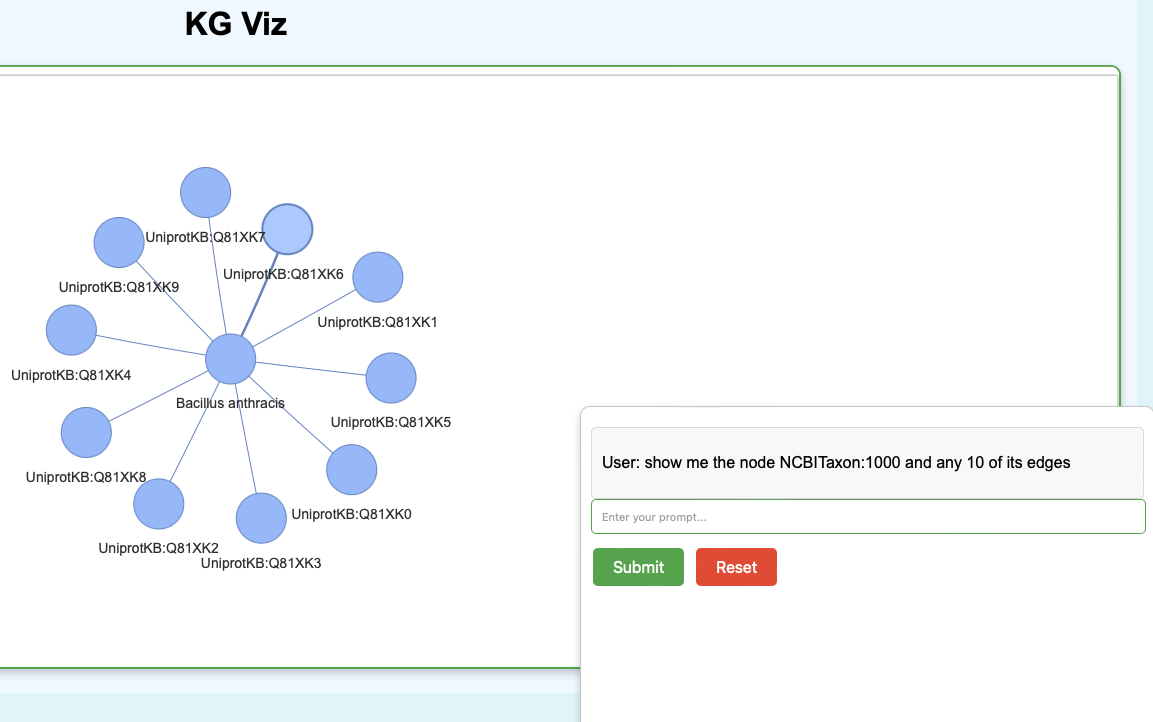 KG Viz
UniprotKB:Q81XK7
UniprotKB:Q81XK6
UniprotKB:Q81XK9
UniprotKB:Q81XK1
UniprotKB:Q81XK4
Bacillus anthracis
UniprotKB:Q81XK5
UniprotKB:Q81XK8
UniprotKB:Q81XK0
UniprotKB:Q81XK2
UniprotKB:Q81XK3
User: show me the node NCBITaxon:1000 and any 10 of its edges
Enter your prompt...
Submit
Reset